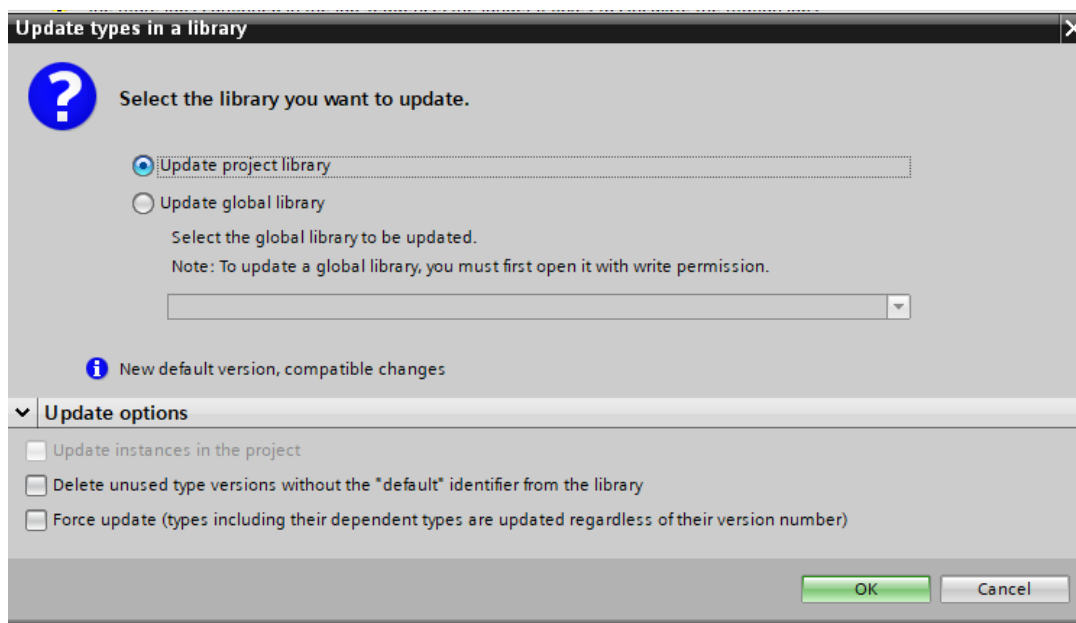 Update types in a library
Select the library you want to update.
Update project library
Update global library
Select the global library to be updated.
Note: To update a global library, you must first open it with write permission.
New default version, compatible changes
Update options
Update instances in the project
Delete unused type versions without the "default" identifier from the library
Force update (types including their dependent types are updated regardless of their version number)
OK
Cancel